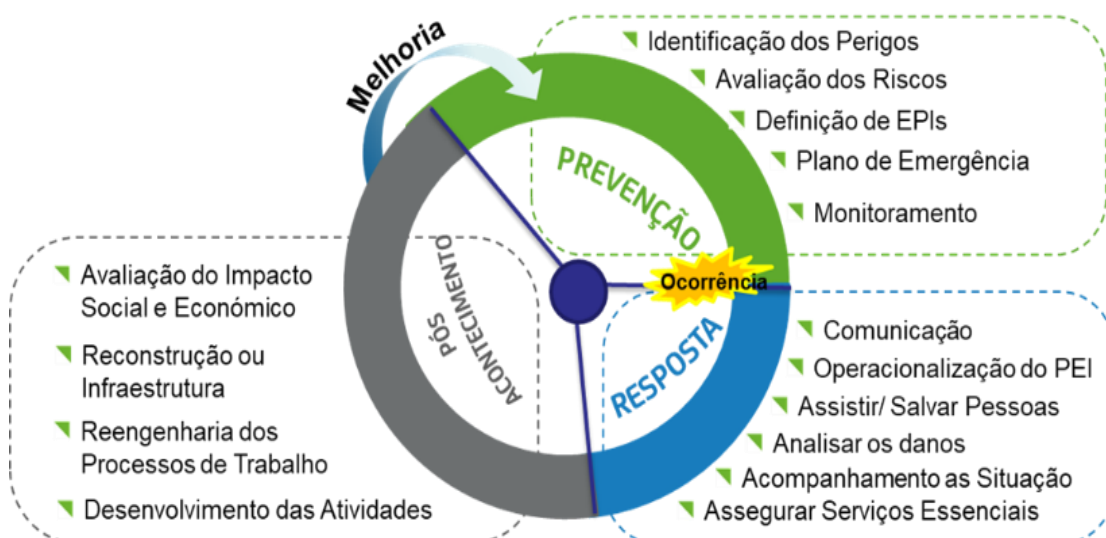 Melhoria
Identificação dos Perigos
Avaliação dos Riscos
Definição de EPIs
Plano de Emergência
Monitoramento
PREVENÇÃO
Ocorrência
RESPOSTA
Comunicação
Operacionalização do PEI
Assistir/ Salvar Pessoas
Analisar os danos
Acompanhamento as Situação
Assegurar Serviços Essenciais
PÓS
ACONTECIMENTO
Avaliação do Impacto
Social e Económico
Reconstrução ou
Infraestrutura
Reengenharia dos
Processos de Trabalho
Desenvolvimento das Atividades